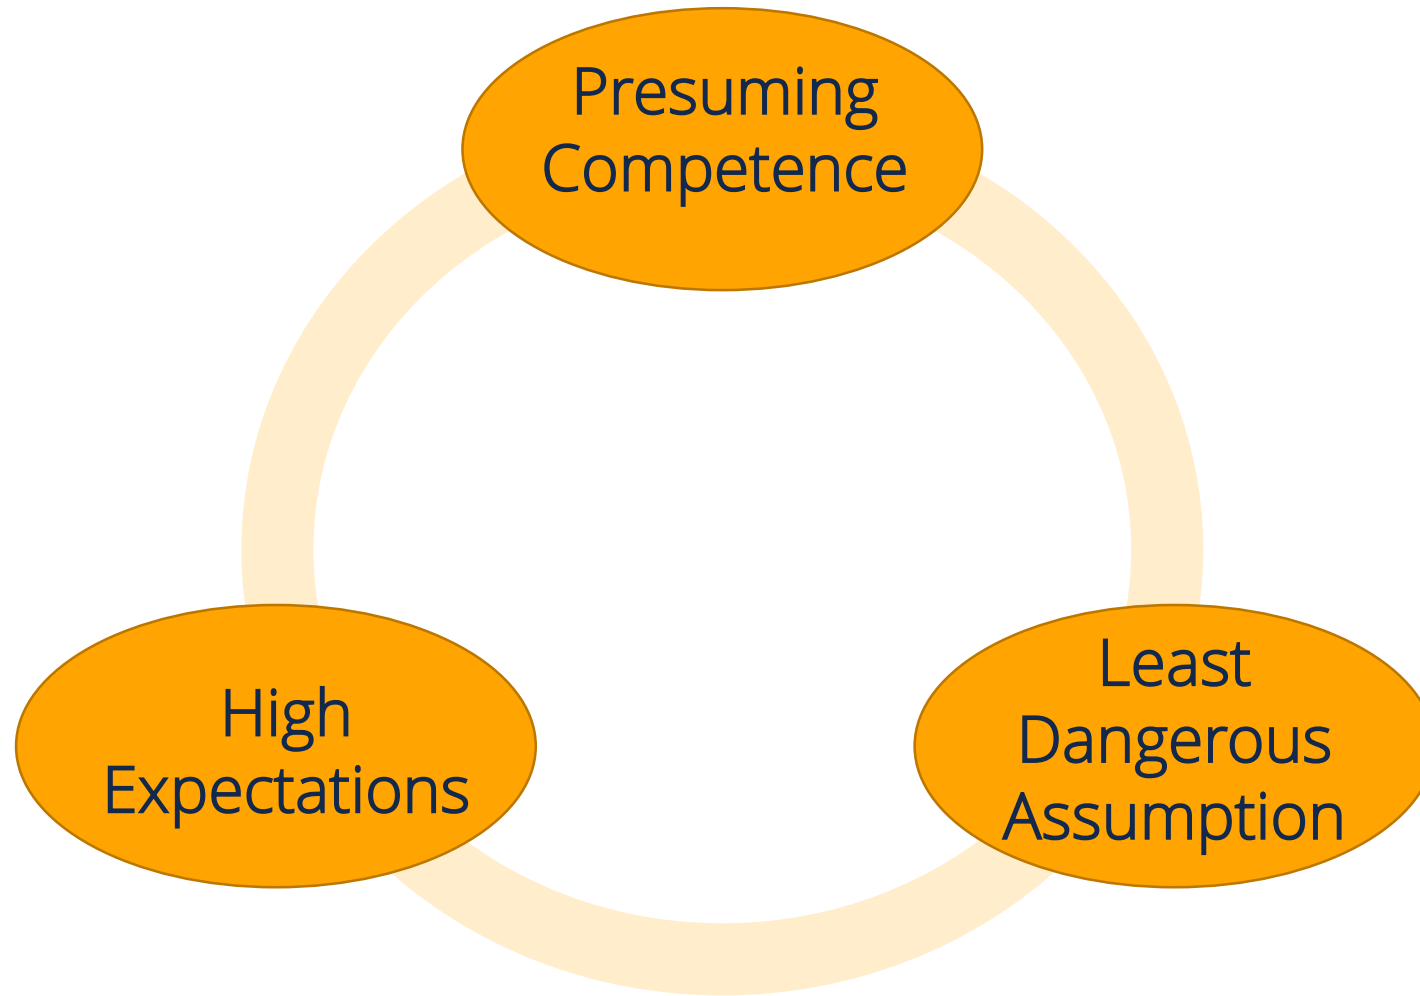 Presuming
Competence
High
Expectations
Least
Dangerous
Assumption